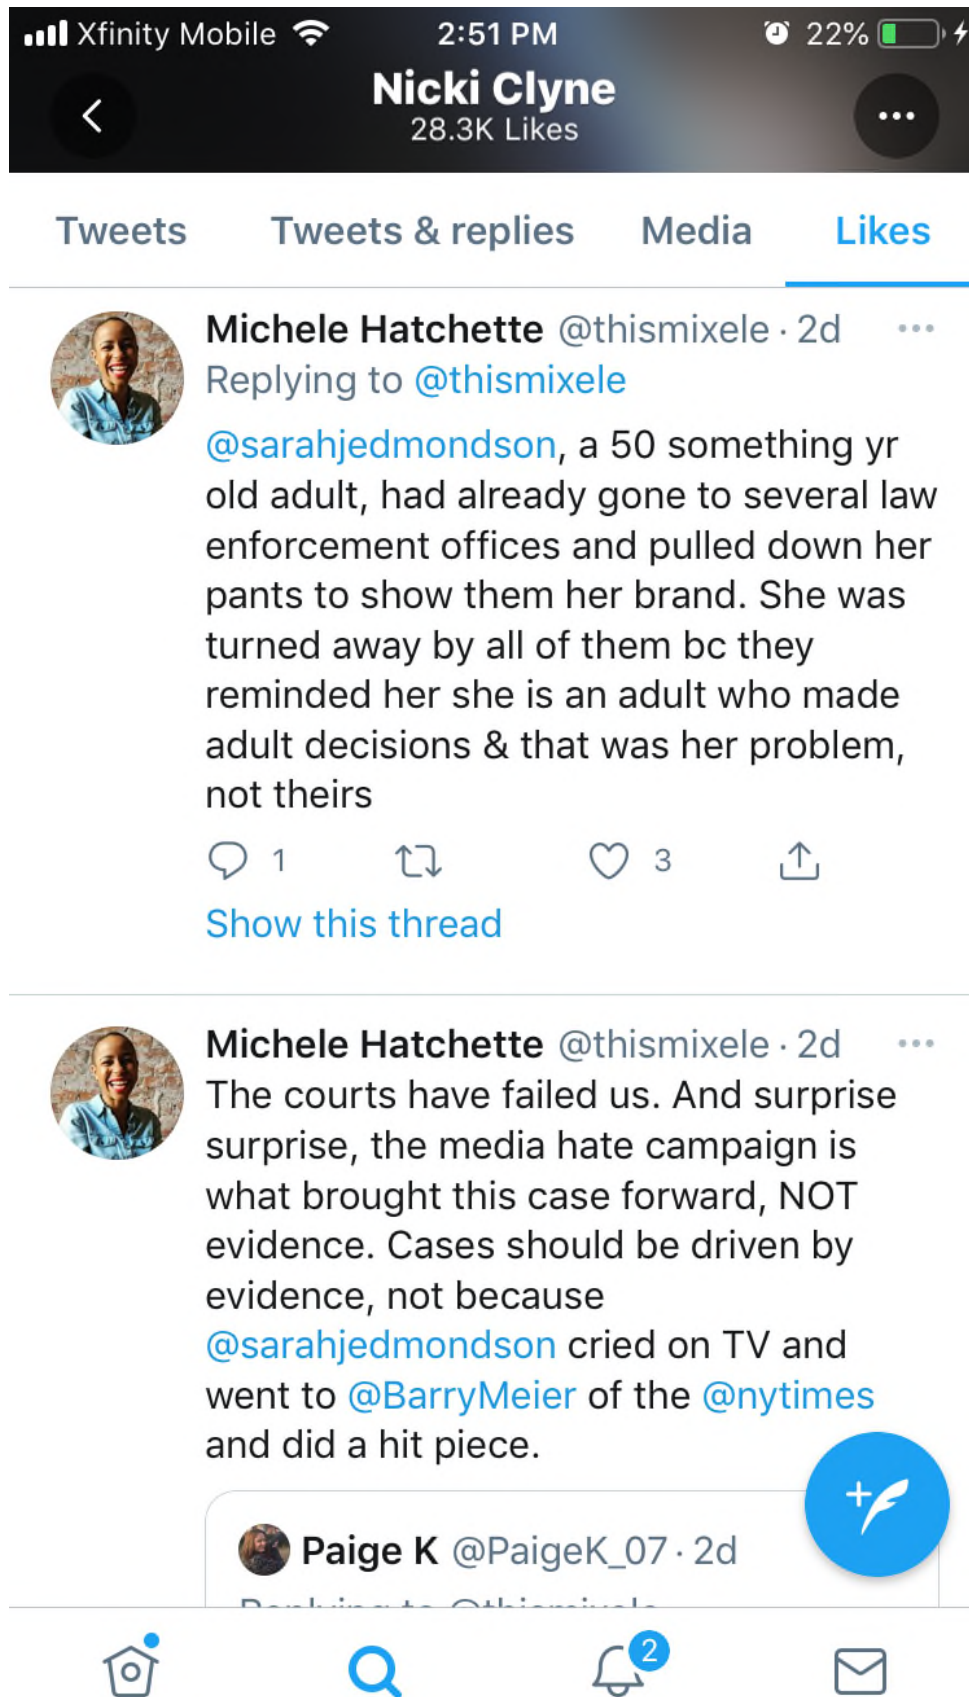 Xfinity Mobile 2:51 PM 22%
Nicki Clyne
28.3K Likes
Tweets Tweets & replies Media Likes
Michele Hatchette @thismixele · 2d
Replying to @thismixele
@sarahjedmondson, a 50 something yr
old adult, had already gone to several law
enforcement offices and pulled down her
pants to show them her brand. She was
turned away by all of them bc they
reminded her she is an adult who made
adult decisions & that was her problem,
not theirs
1 3
Show this thread
Michele Hatchette @thismixele · 2d
The courts have failed us. And surprise
surprise, the media hate campaign is
what brought this case forward, NOT
evidence. Cases should be driven by
evidence, not because
@sarahjedmondson cried on TV and
went to @BarryMeier of the @nytimes
and did a hit piece.
Paige K @PaigeK_07 · 2d
Replying to @thismixele
2